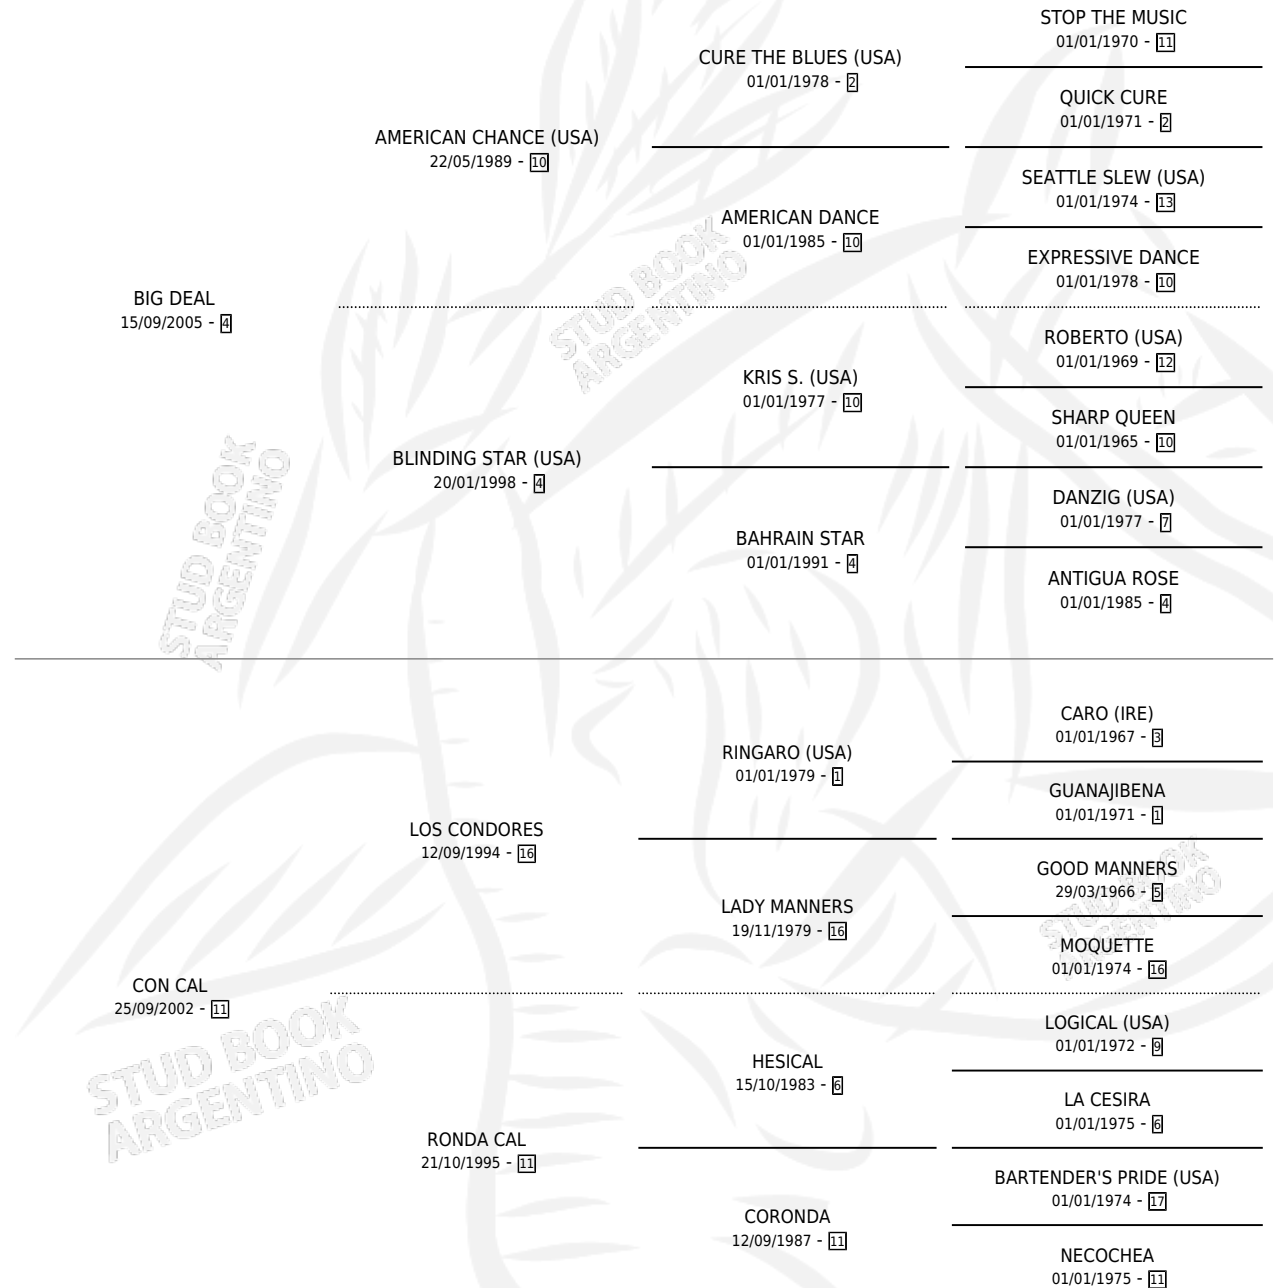 STOP THE MUSIC
01/01/1970 - 11
CURE THE BLUES (USA)
01/01/1978 - 2
QUICK CURE
01/01/1971 - 2
AMERICAN CHANCE (USA)
22/05/1989 - 10
SEATTLE SLEW (USA)
01/01/1974 - 13
AMERICAN DANCE
01/01/1985 - 10
EXPRESSIVE DANCE
01/01/1978 - 10
BIG DEAL
15/09/2005 - 4
STUD BOOK
ARGENTINO
ROBERTO (USA)
01/01/1969 - 12
KRIS S. (USA)
01/01/1977 - 10
SHARP QUEEN
01/01/1965 - 10
BLINDING STAR (USA)
20/01/1998 - 4
DANZIG (USA)
01/01/1977 - 7
BAHRAIN STAR
01/01/1991 - 4
ANTIGUA ROSE
01/01/1985 - 4
STUD BOOK
ARGENTINO
CARO (IRE)
01/01/1967 - 3
RINGARO (USA)
01/01/1979 - 1
GUANAJIBENA
01/01/1971 - 1
LOS CONDORES
12/09/1994 - 16
GOOD MANNERS
29/03/1966 - 5
LADY MANNERS
19/11/1979 - 16
MOQUETTE
01/01/1974 - 16
STUD BOOK
ARGENTINO
CON CAL
25/09/2002 - 11
STUD BOOK
ARGENTINO
LOGICAL (USA)
01/01/1972 - 9
HESICAL
15/10/1983 - 6
LA CESIRA
01/01/1975 - 6
RONDA CAL
21/10/1995 - 11
BARTENDER'S PRIDE (USA)
01/01/1974 - 17
CORONDA
12/09/1987 - 11
NECOCHEA
01/01/1975 - 11